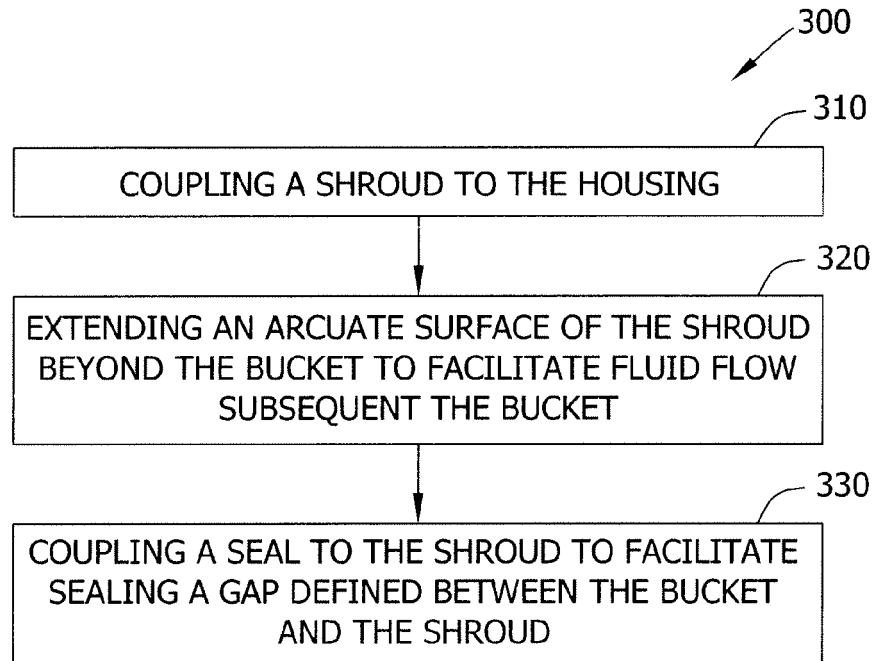 300
310
COUPLING A SHROUD TO THE HOUSING
320
EXTENDING AN ARCUATE SURFACE OF THE SHROUD
BEYOND THE BUCKET TO FACILITATE FLUID FLOW
SUBSEQUENT THE BUCKET
330
COUPLING A SEAL TO THE SHROUD TO FACILITATE
SEALING A GAP DEFINED BETWEEN THE BUCKET
AND THE SHROUD